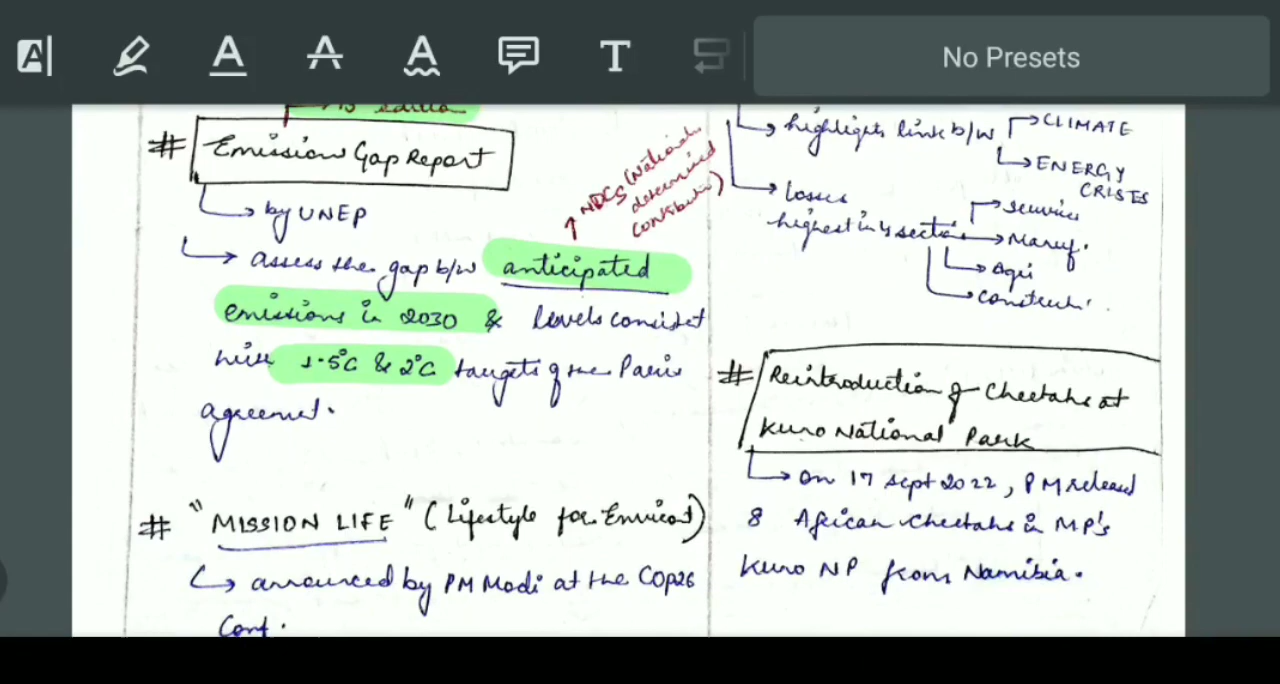 No Presets
# Emission Gap Report
↳ by UNEP
↳ assess the gap b/w anticipated
↑ NDCs (National
determined
contribution)
emissions in 2030 & levels consistent
with 1.5°C & 2°C targets of the Paris
agreement.
# "MISSION LIFE" (Lifestyle for Environment)
↳ announced by PM Modi at the COP26
Conf.
↳ highlights link b/w → CLIMATE
↳ ENERGY
CRISES
→ losses
highest in 4 sectors → services
→ Manuf.
→ Agri
→ construct.
# Reintroduction of Cheetahs at
Kuno National Park
↳ On 17 Sept 2022, PM released
8 African cheetahs in MP's
Kuno NP from Namibia.